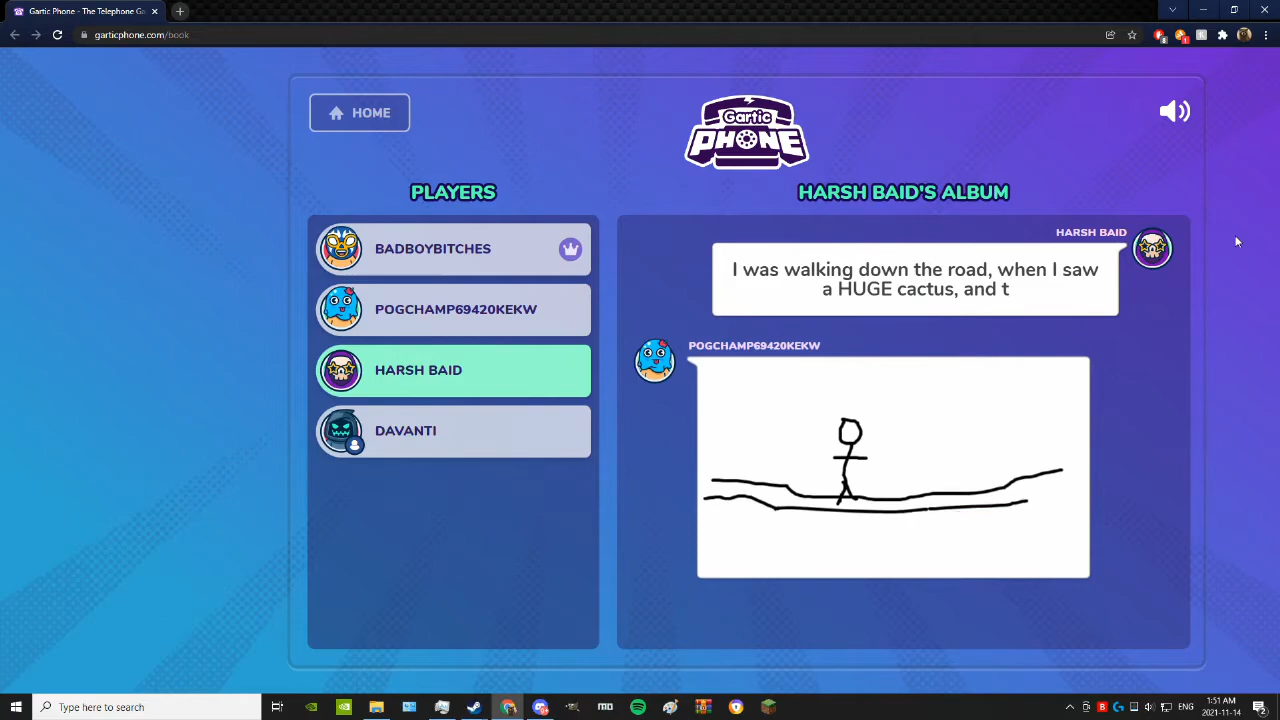 Gartic Phone - The Telephone Ga
garticphone.com/book
HOME
Gartic
PHONE
PLAYERS
HARSH BAID'S ALBUM
BADBOYBITCHES
POGCHAMP69420KEKW
HARSH BAID
DAVANTI
HARSH BAID
I was walking down the road, when I saw
a HUGE cactus, and t
POGCHAMP69420KEKW
Type here to search
ENG
1:51 AM
2021-11-14